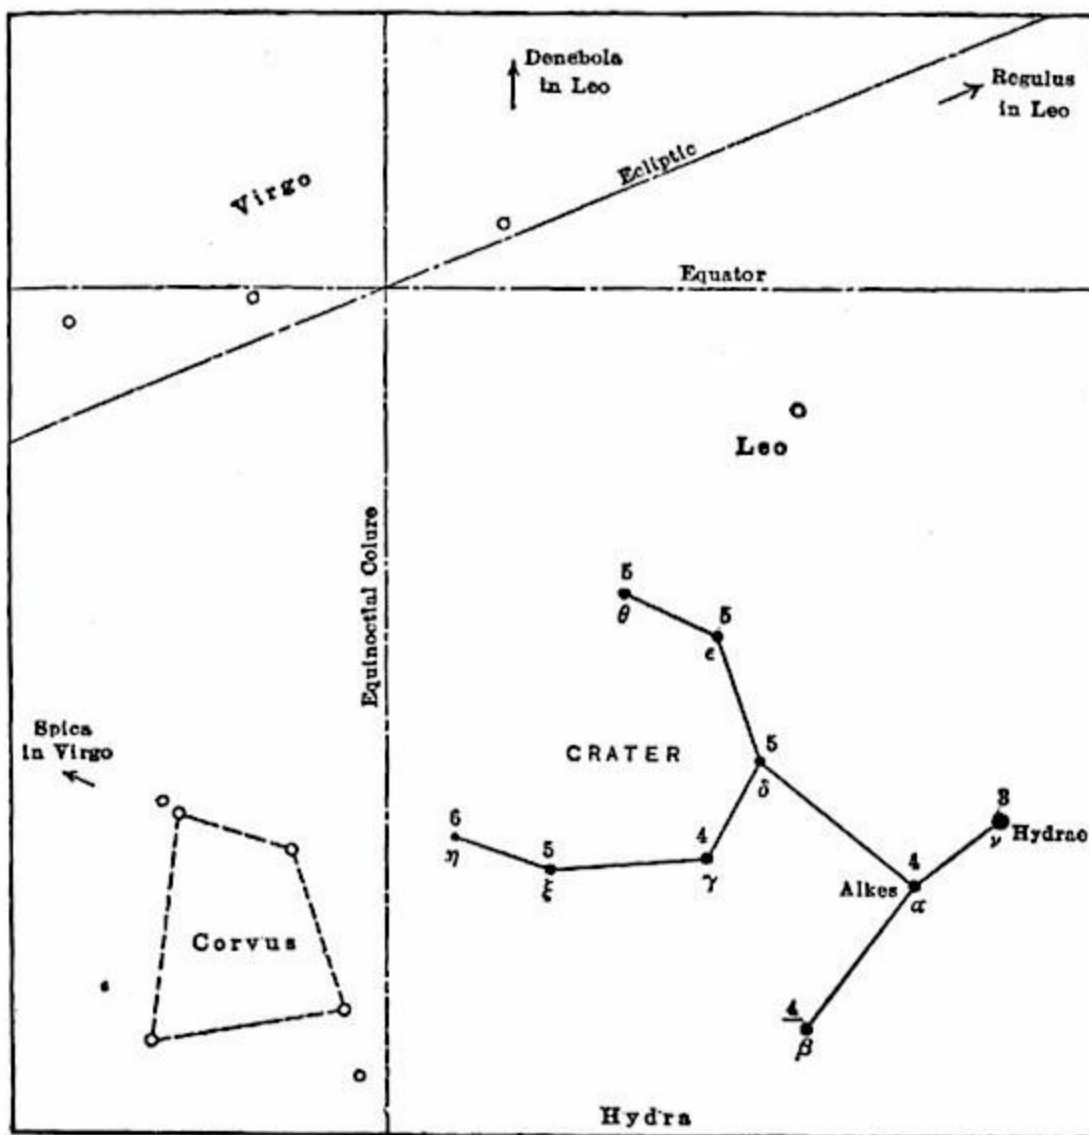 Denebola
in Leo
Regulus
in Leo
Ecliptic
Virgo
Equator
Leo
Equinoctial Colure
5
θ
5
ϵ
Spica
in Virgo
CRATER
5
δ
6
η
5
ξ
4
γ
3
ν Hydrae
4
Alkes
α
Corvus
4
β
Hydra